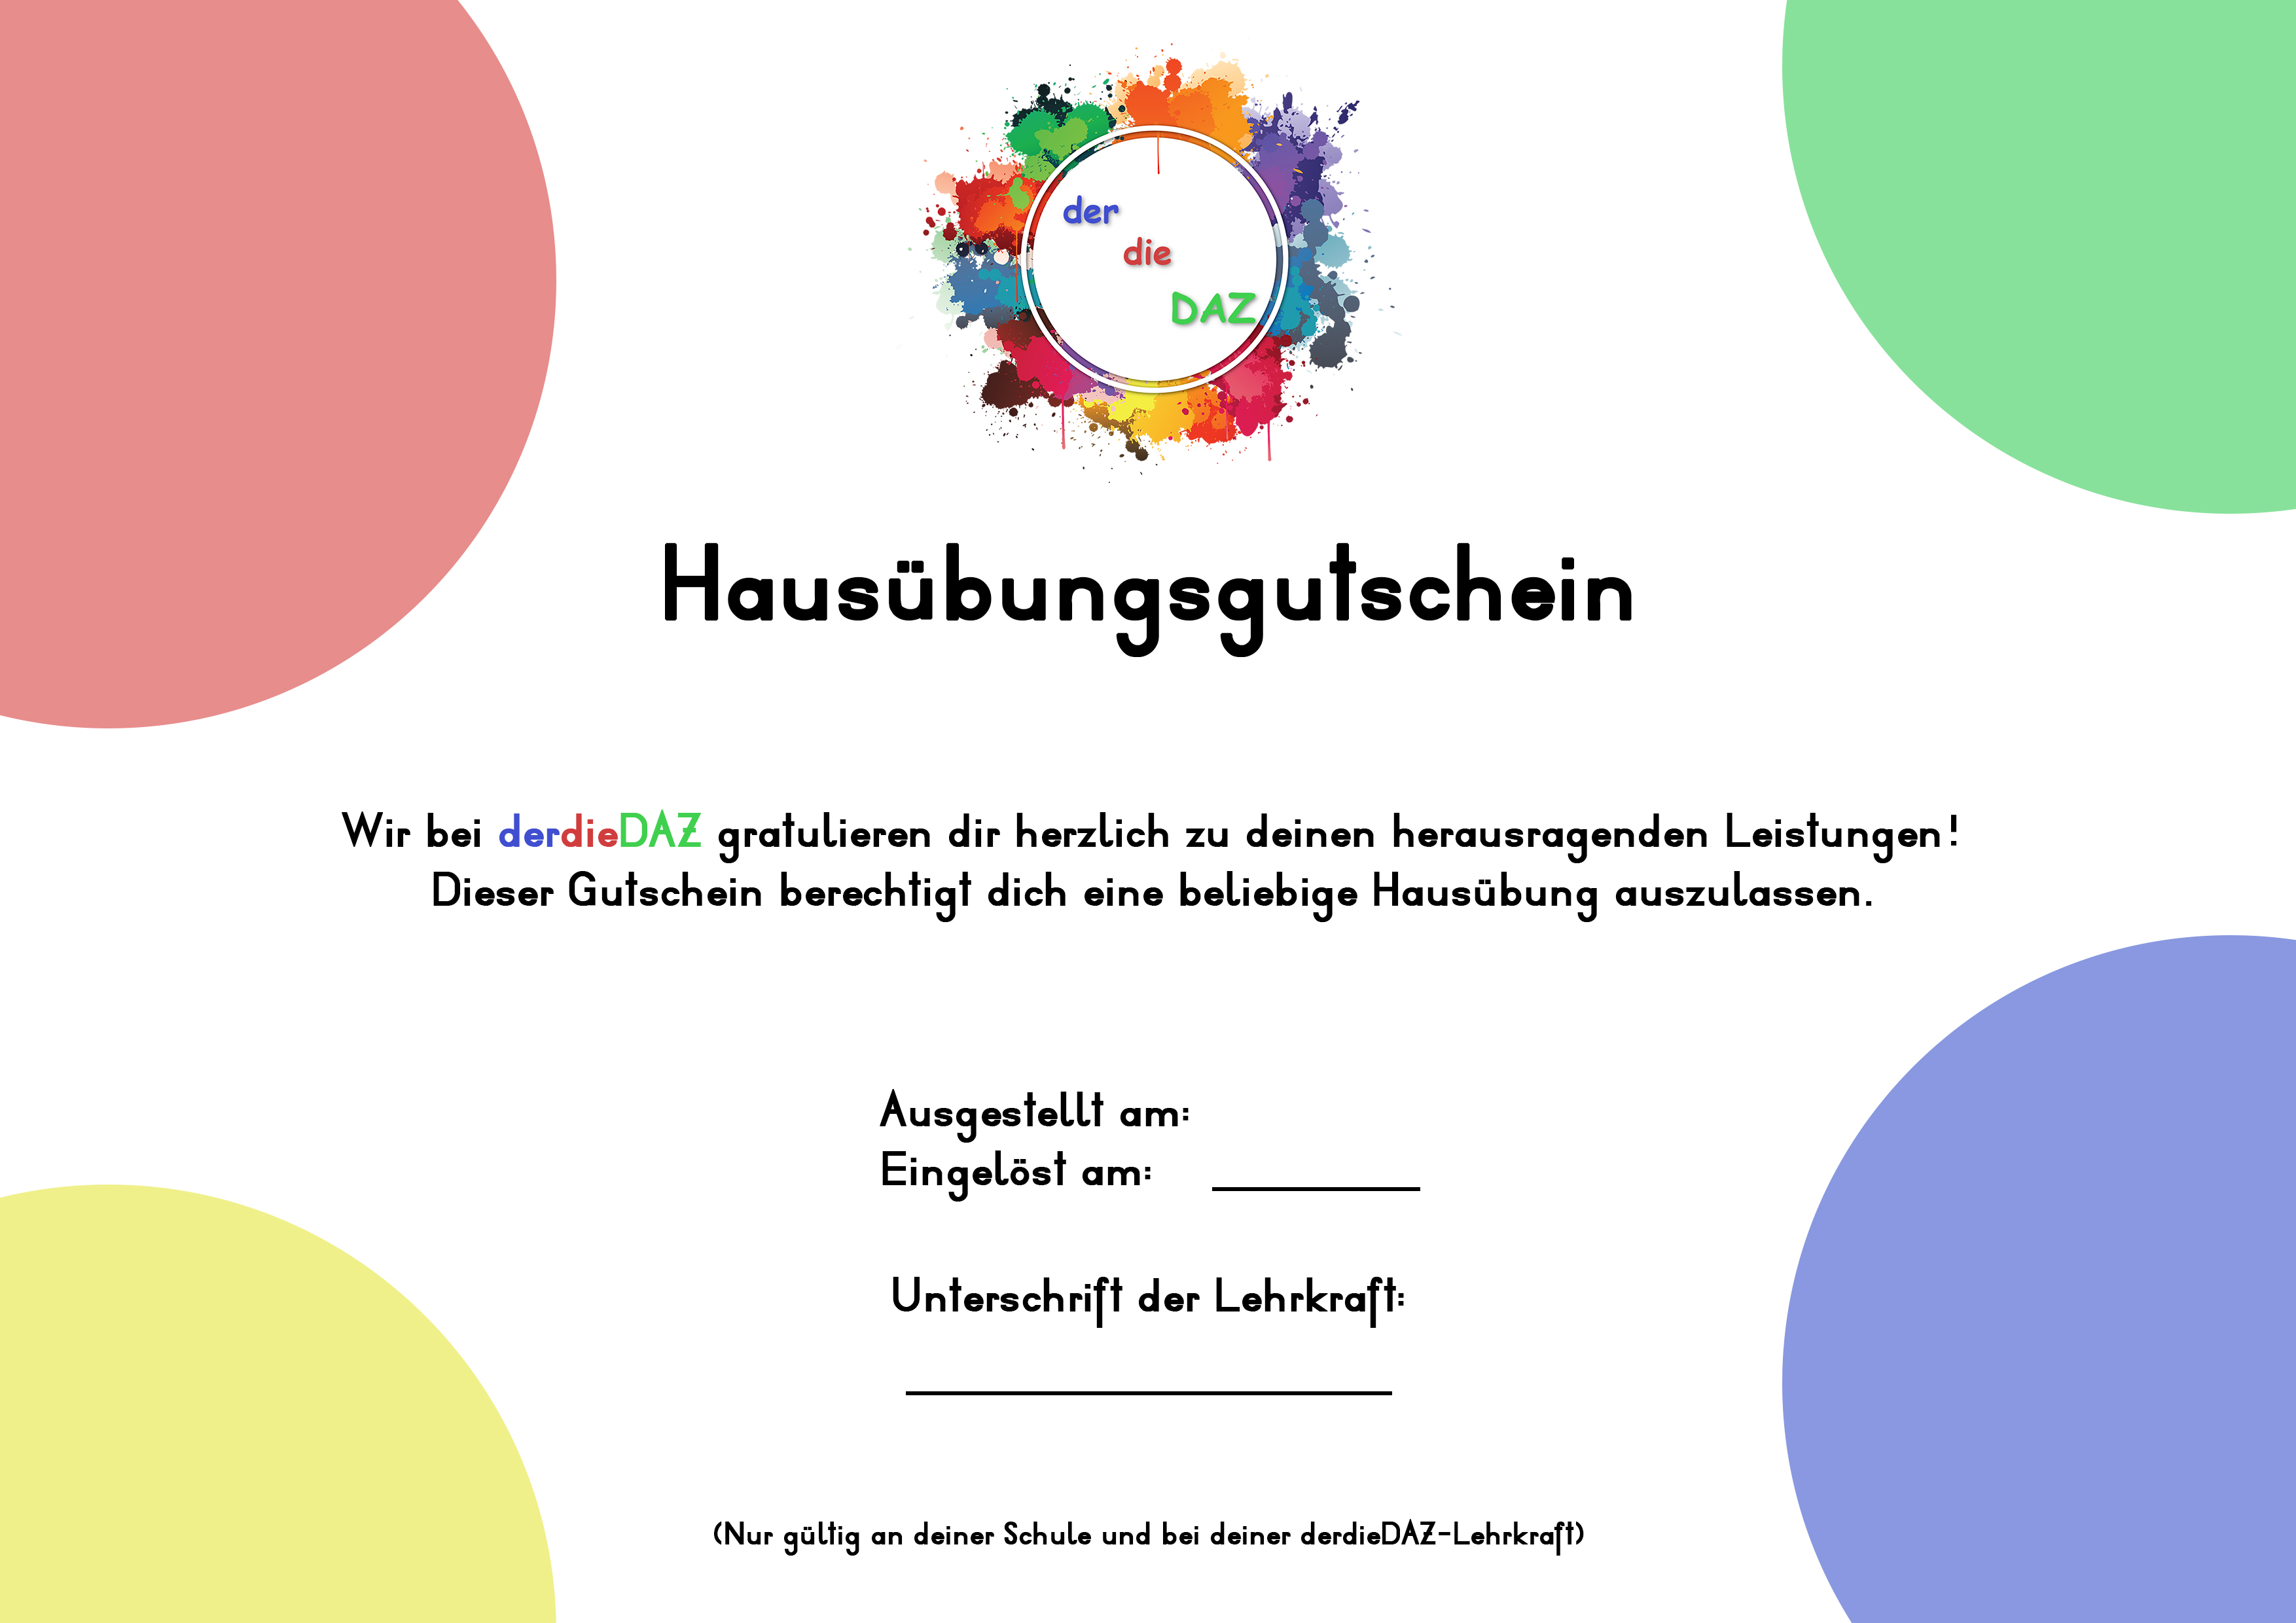 der
die
DAZ
Hausübungsgutschein
Wir bei derdieDAZ gratulieren dir herzlich zu deinen herausragenden Leistungen!
Dieser Gutschein berechtigt dich eine beliebige Hausübung auszulassen.
Ausgestellt am:
Eingelöst am:
Unterschrift der Lehrkraft:
(Nur gültig an deiner Schule und bei deiner derdieDAZ-Lehrkraft)